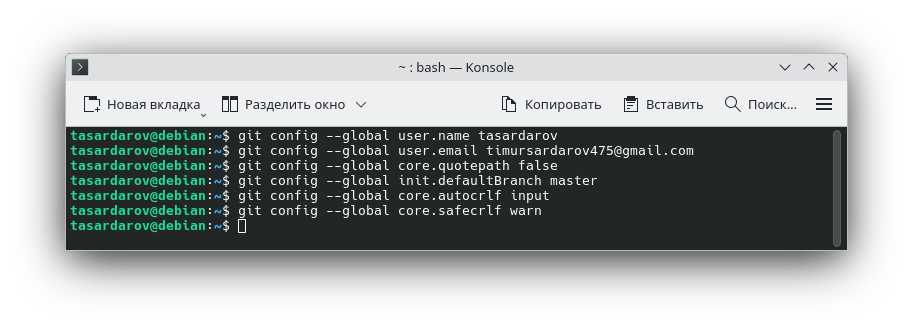 ~ : bash — Konsole
Новая вкладка Разделить окно Копировать Вставить Поиск...
tasardarov@debian:~$ git config --global user.name tasardarov
tasardarov@debian:~$ git config --global user.email timursardarov475@gmail.com
tasardarov@debian:~$ git config --global core.quotepath false
tasardarov@debian:~$ git config --global init.defaultBranch master
tasardarov@debian:~$ git config --global core.autocrlf input
tasardarov@debian:~$ git config --global core.safecrlf warn
tasardarov@debian:~$